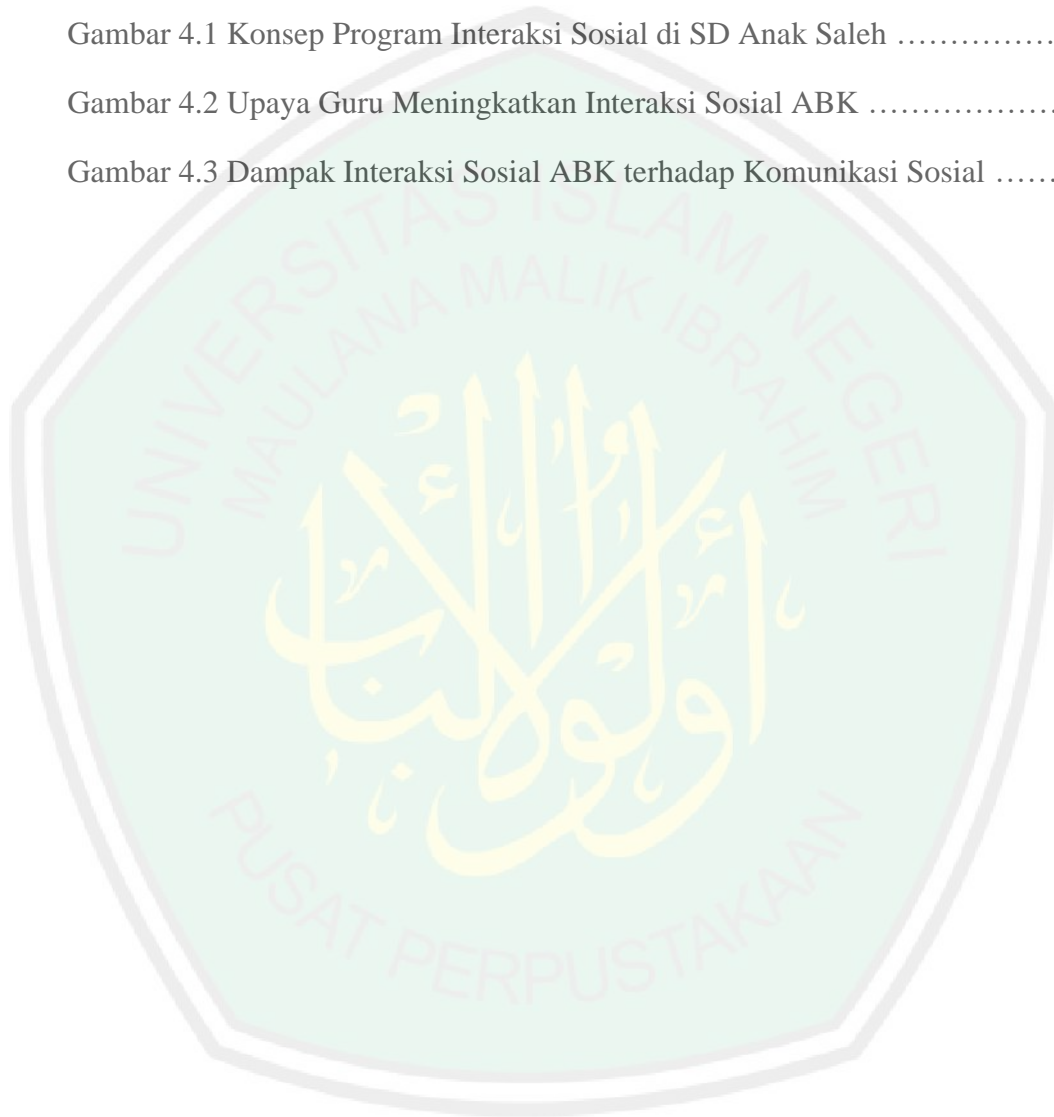 Gambar 4.1 Konsep Program Interaksi Sosial di SD Anak Saleh ……………
Gambar 4.2 Upaya Guru Meningkatkan Interaksi Sosial ABK ………………
Gambar 4.3 Dampak Interaksi Sosial ABK terhadap Komunikasi Sosial ……
UNIVERSITAS ISLAM NEGERI
MAULANA MALIK IBRAHIM
أولوا الألباب
PUSAT PERPUSTAKAAN